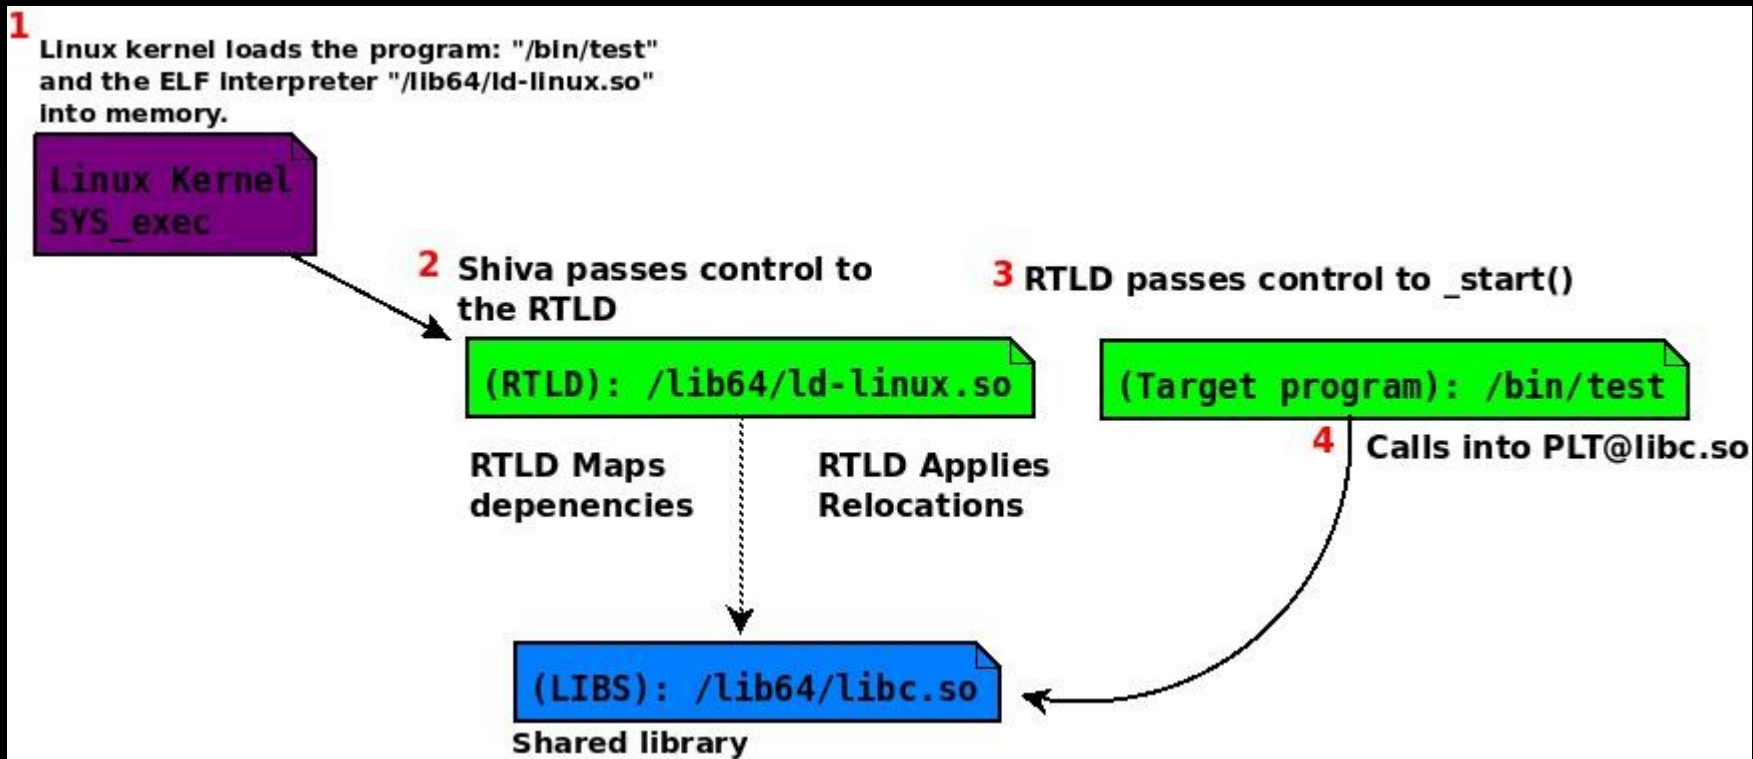 1
Linux kernel loads the program: "/bin/test"
and the ELF interpreter "/lib64/ld-linux.so"
into memory.
Linux Kernel
SYS_exec
2 Shiva passes control to
the RTLD
3 RTLD passes control to _start()
(RTLD): /lib64/ld-linux.so
(Target program): /bin/test
4 Calls into PLT@libc.so
RTLD Maps
depenencies
RTLD Applies
Relocations
(LIBS): /lib64/libc.so
Shared library